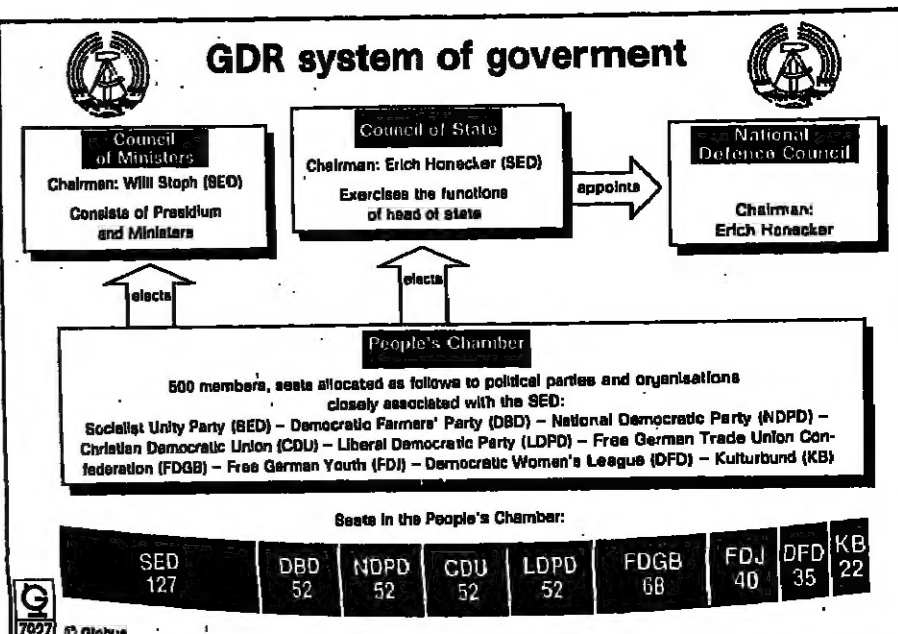 GDR system of goverment
Council
of Ministers
Chairman: Willi Stoph (SED)
Consists of Presidium
and Ministers
elects
Council of State
Chairman: Erich Honecker (SED)
Exercises the functions
of head of state
elects
appoints
National
Defence Council
Chairman:
Erich Honecker
People's Chamber
500 members, seats allocated as follows to political parties and organisations
closely associated with the SED:
Socialist Unity Party (SED) – Democratic Farmers' Party (DBD) – National Democratic Party (NDPD) –
Christian Democratic Union (CDU) – Liberal Democratic Party (LDPD) – Free German Trade Union Con-
federation (FDGB) – Free German Youth (FDJ) – Democratic Women's League (DFD) – Kulturbund (KB)
Seats in the People's Chamber:
SED
127
DBD
52
NDPD
52
CDU
52
LDPD
52
FDGB
68
FDJ
40
DFD
35
KB
22
7027
© Globus